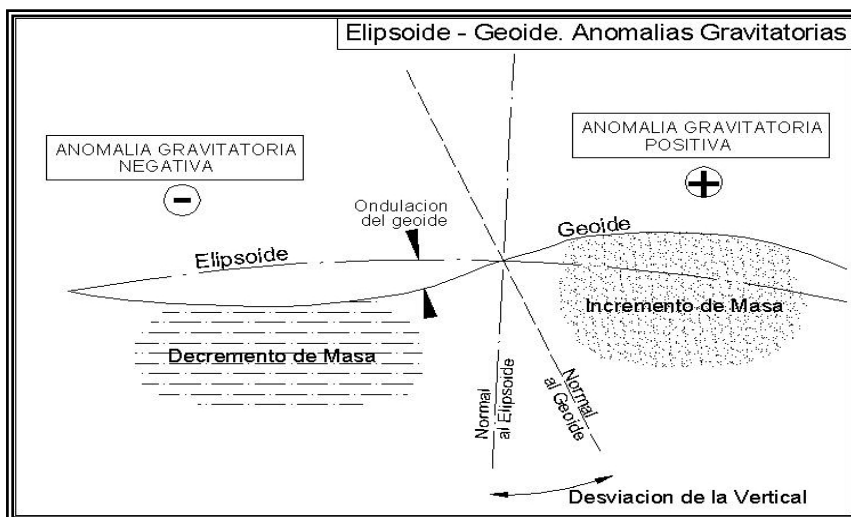 Elipsoide - Geoide. Anomalias Gravitatorias
ANOMALIA GRAVITATORIA
NEGATIVA
-
ANOMALIA GRAVITATORIA
POSITIVA
+
Ondulacion
del geoide
Elipsoide
Geoide
Decremento de Masa
Incremento de Masa
Normal
al Elipsoide
Normal
al Geoide
Desviacion de la Vertical